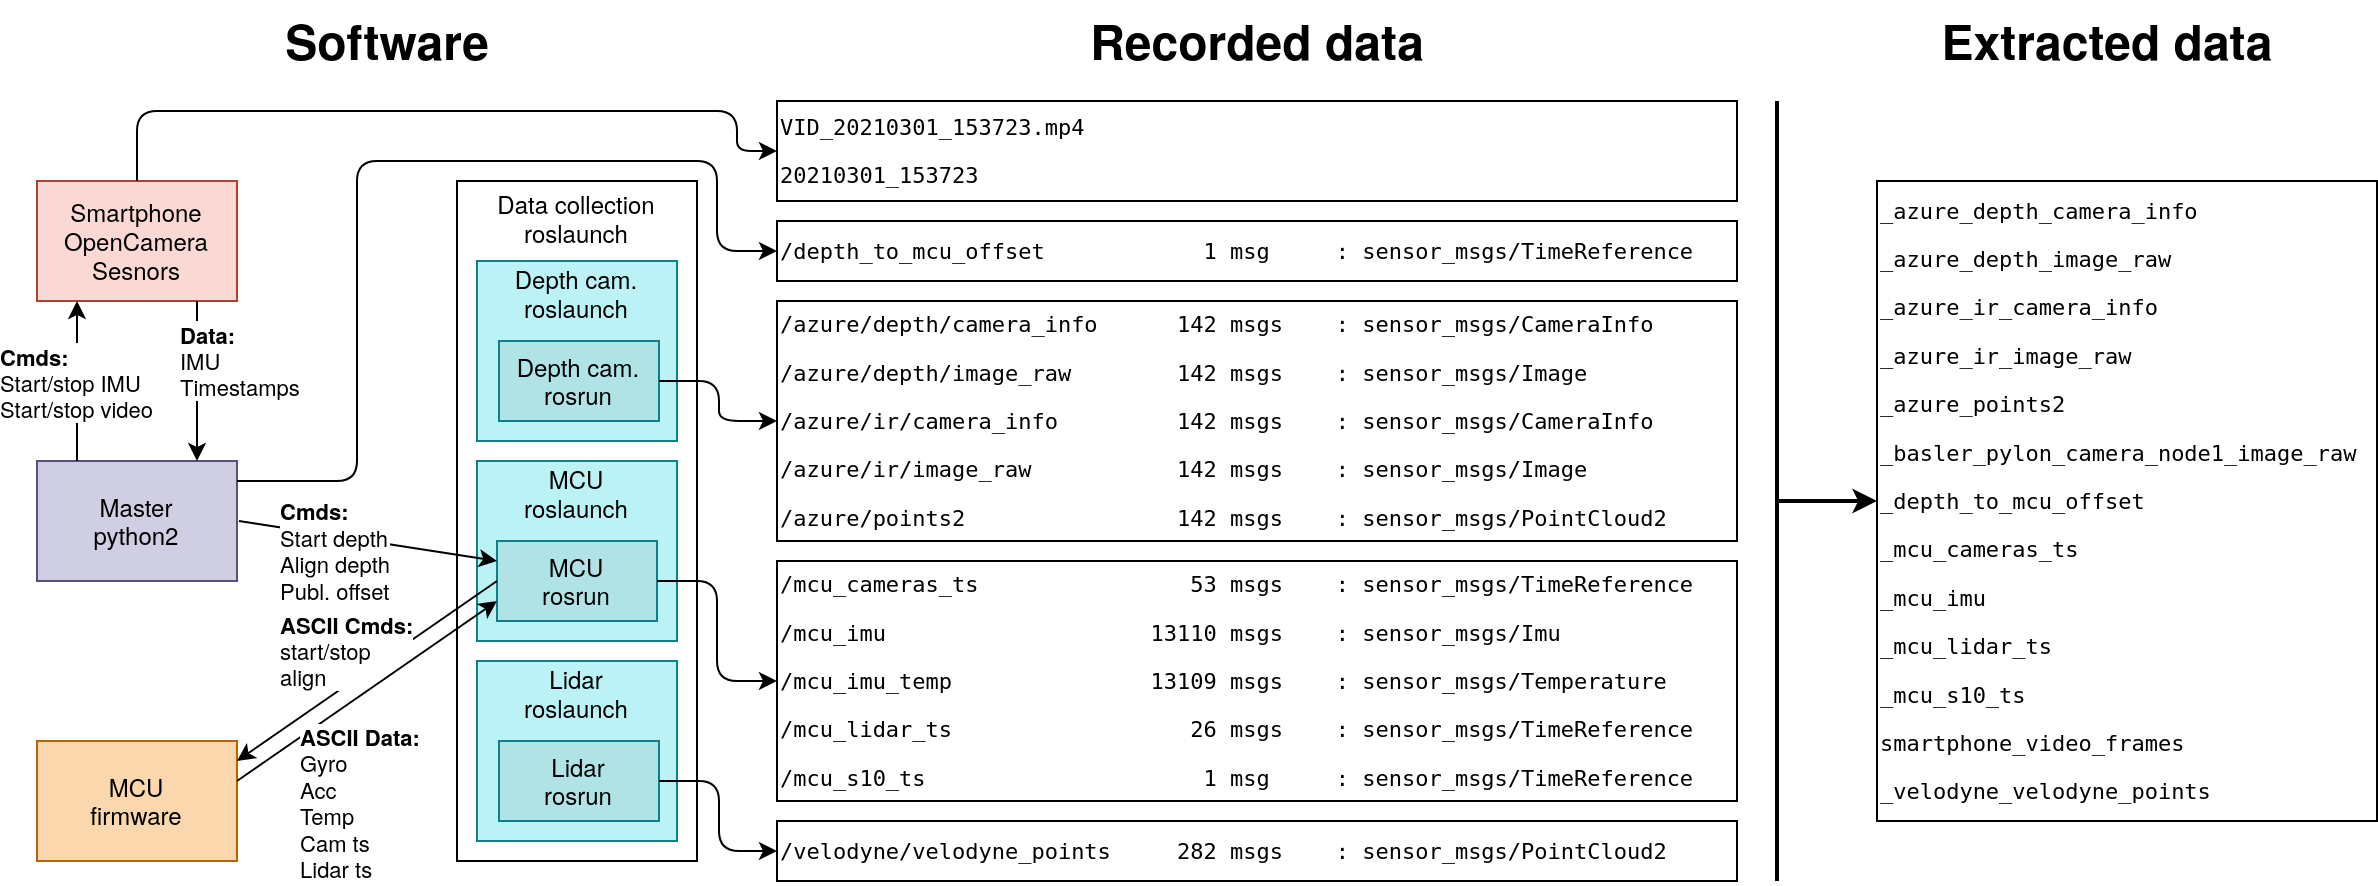 Software
Recorded data
Extracted data
Smartphone
OpenCamera
Sesnors
Cmds:
Start/stop IMU
Start/stop video
Data:
IMU
Timestamps
Master
python2
Cmds:
Start depth
Align depth
Publ. offset
ASCII Cmds:
start/stop
align
MCU
firmware
ASCII Data:
Gyro
Acc
Temp
Cam ts
Lidar ts
Data collection
roslaunch
Depth cam.
roslaunch
Depth cam.
rosrun
MCU
roslaunch
MCU
rosrun
Lidar
roslaunch
Lidar
rosrun
VID_20210301_153723.mp4
20210301_153723
/depth_to_mcu_offset 1 msg : sensor_msgs/TimeReference
/azure/depth/camera_info 142 msgs : sensor_msgs/CameraInfo
/azure/depth/image_raw 142 msgs : sensor_msgs/Image
/azure/ir/camera_info 142 msgs : sensor_msgs/CameraInfo
/azure/ir/image_raw 142 msgs : sensor_msgs/Image
/azure/points2 142 msgs : sensor_msgs/PointCloud2
/mcu_cameras_ts 53 msgs : sensor_msgs/TimeReference
/mcu_imu 13110 msgs : sensor_msgs/Imu
/mcu_imu_temp 13109 msgs : sensor_msgs/Temperature
/mcu_lidar_ts 26 msgs : sensor_msgs/TimeReference
/mcu_s10_ts 1 msg : sensor_msgs/TimeReference
/velodyne/velodyne_points 282 msgs : sensor_msgs/PointCloud2
_azure_depth_camera_info
_azure_depth_image_raw
_azure_ir_camera_info
_azure_ir_image_raw
_azure_points2
_basler_pylon_camera_node1_image_raw
_depth_to_mcu_offset
_mcu_cameras_ts
_mcu_imu
_mcu_lidar_ts
_mcu_s10_ts
smartphone_video_frames
_velodyne_velodyne_points